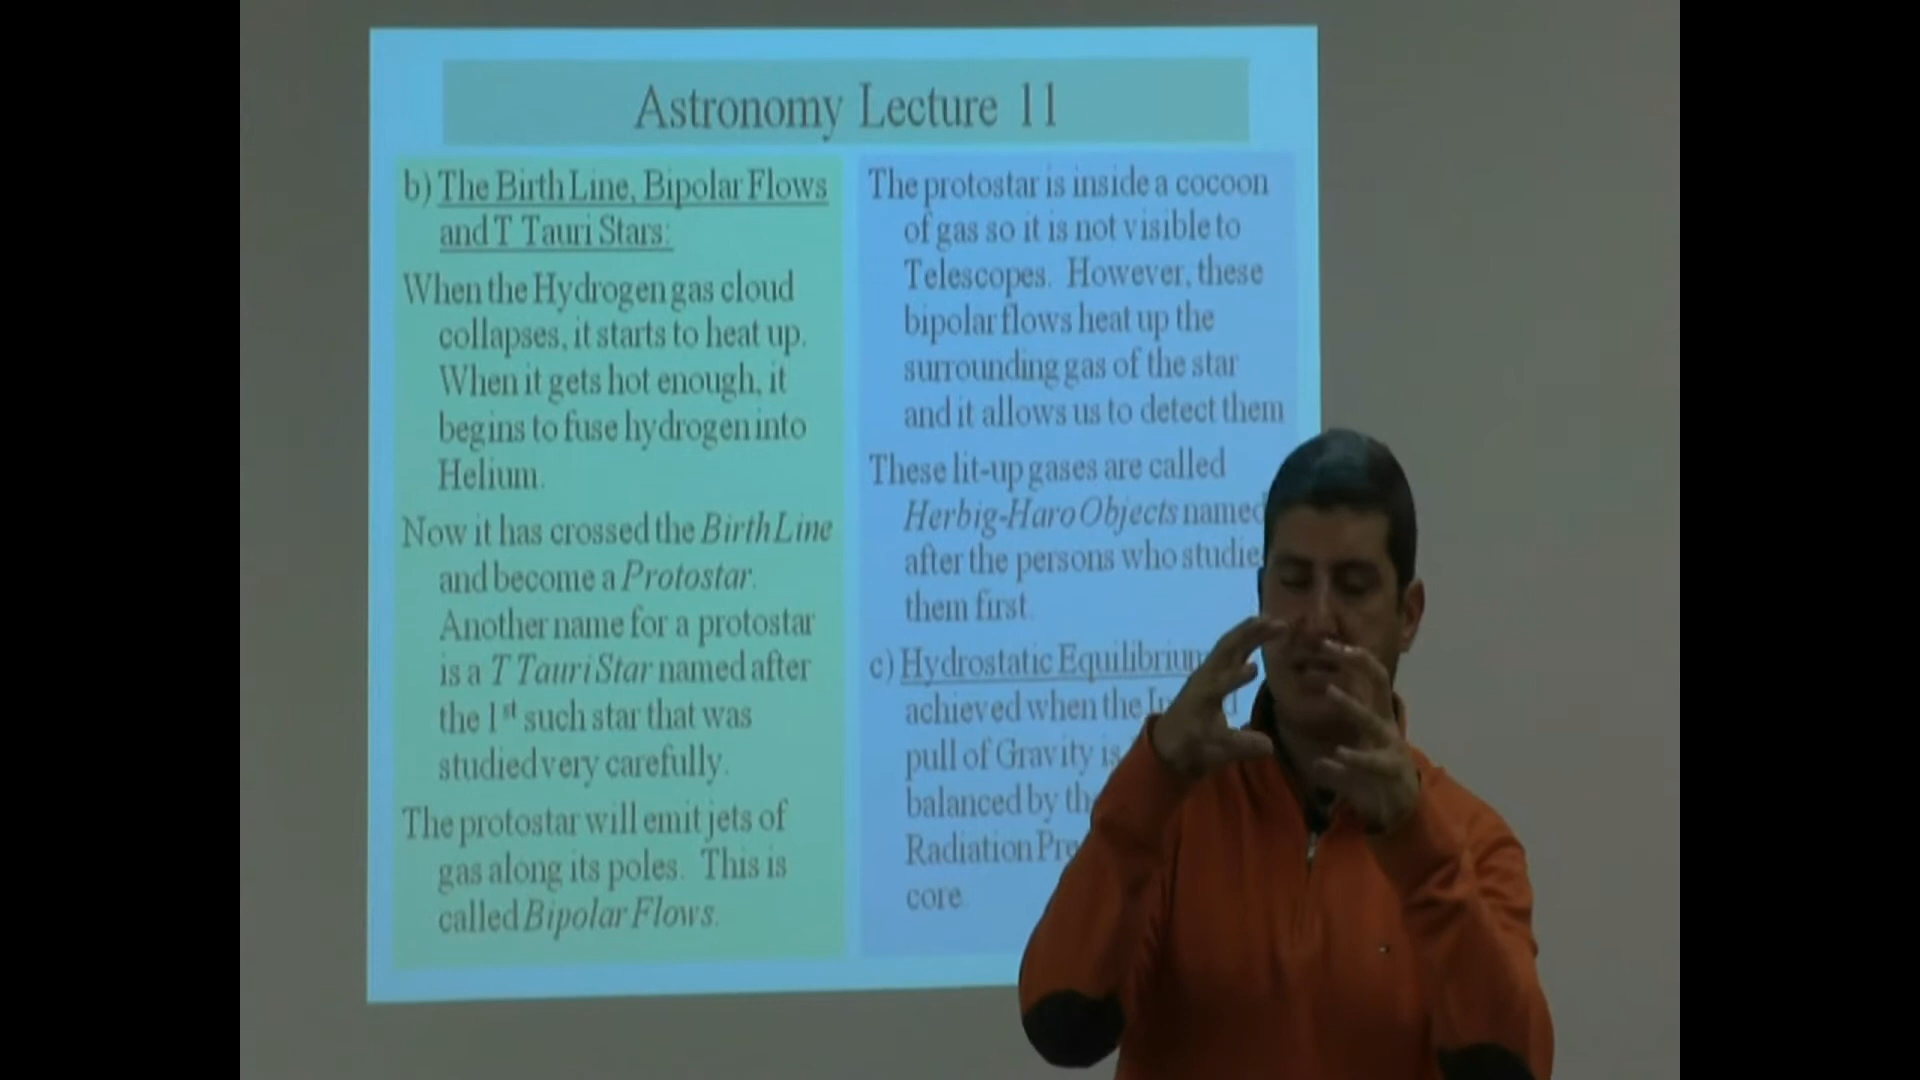 Astronomy Lecture 11
b) The Birth Line, Bipolar Flows
and T Tauri Stars:
When the Hydrogen gas cloud
collapses, it starts to heat up.
When it gets hot enough, it
begins to fuse hydrogen into
Helium.
Now it has crossed the Birth Line
and become a Protostar.
Another name for a protostar
is a T Tauri Star named after
the 1st such star that was
studied very carefully.
The protostar will emit jets of
gas along its poles. This is
called Bipolar Flows.
The protostar is inside a cocoon
of gas so it is not visible to
Telescopes. However, these
bipolar flows heat up the
surrounding gas of the star
and it allows us to detect them
These lit-up gases are called
Herbig-Haro Objects named
after the persons who studie
them first.
c) Hydrostatic Equilibrium
achieved when the
pull of Gravity is
balanced by th
Radiation Pre
core.